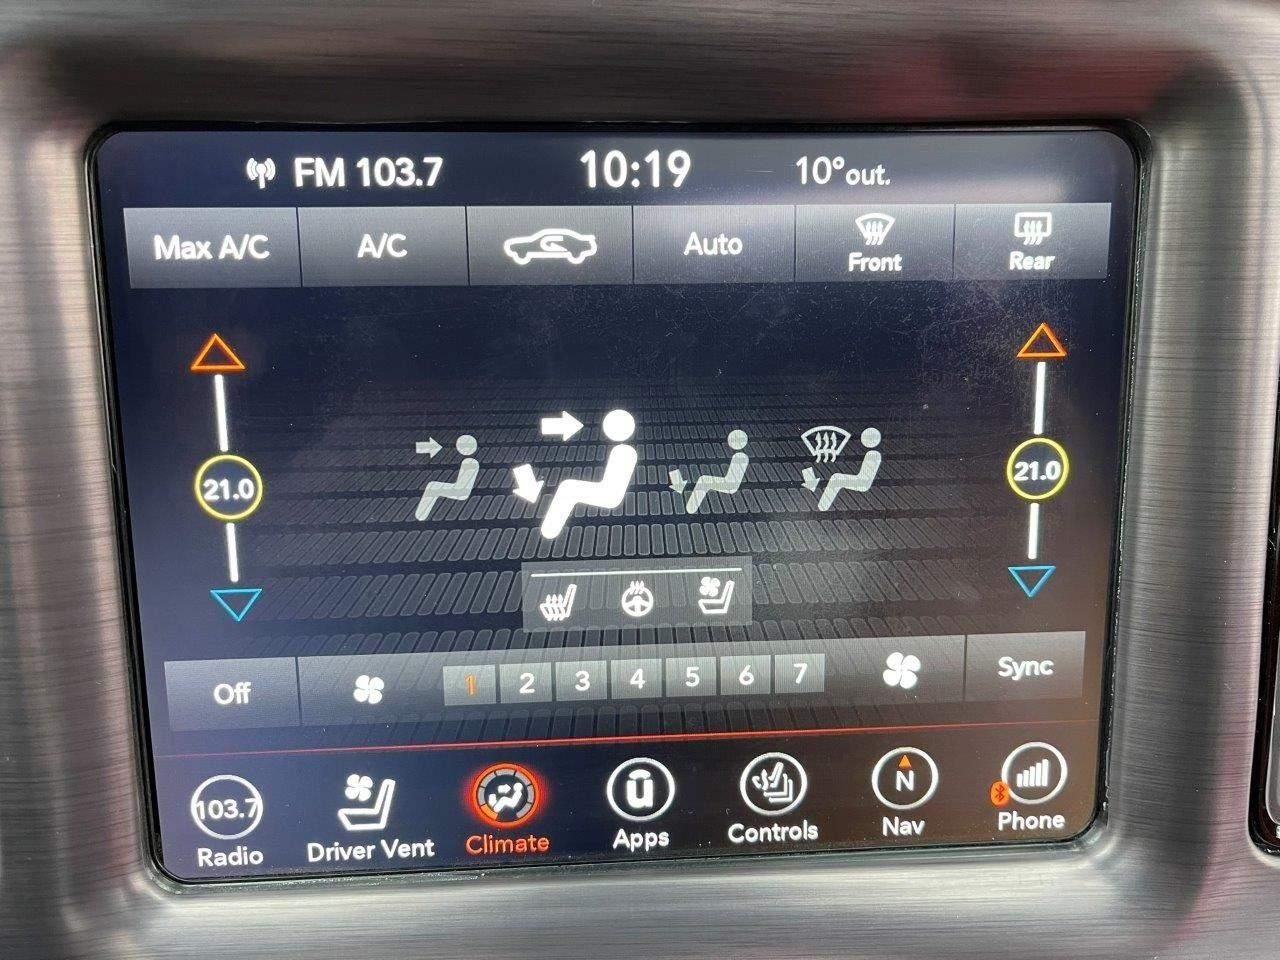 FM 103.7 10:19 10° out.
Max A/C A/C Auto Front Rear
21.0 21.0
Off 1 2 3 4 5 6 7 Sync
103.7 u N
Radio Driver Vent Climate Apps Controls Nav Phone